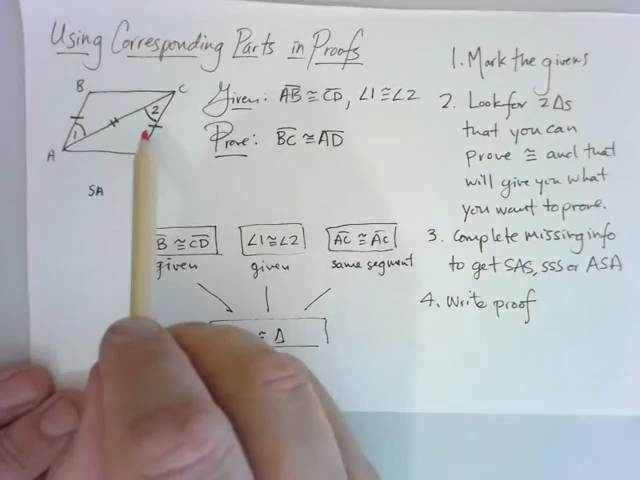 Using Corresponding Parts in Proofs
B
C
1
2
A
SA
Given: AB ≅ CD, ∠1 ≅ ∠2
Prove: BC ≅ AD
B ≅ CD
given
∠1 ≅ ∠2
given
AC ≅ AC
same segment
≅ Δ
1. Mark the givens
2. Look for 2 Δs
that you can
prove ≅ and that
will give you what
you want to prove.
3. Complete missing info
to get SAS, SSS or ASA
4. Write proof